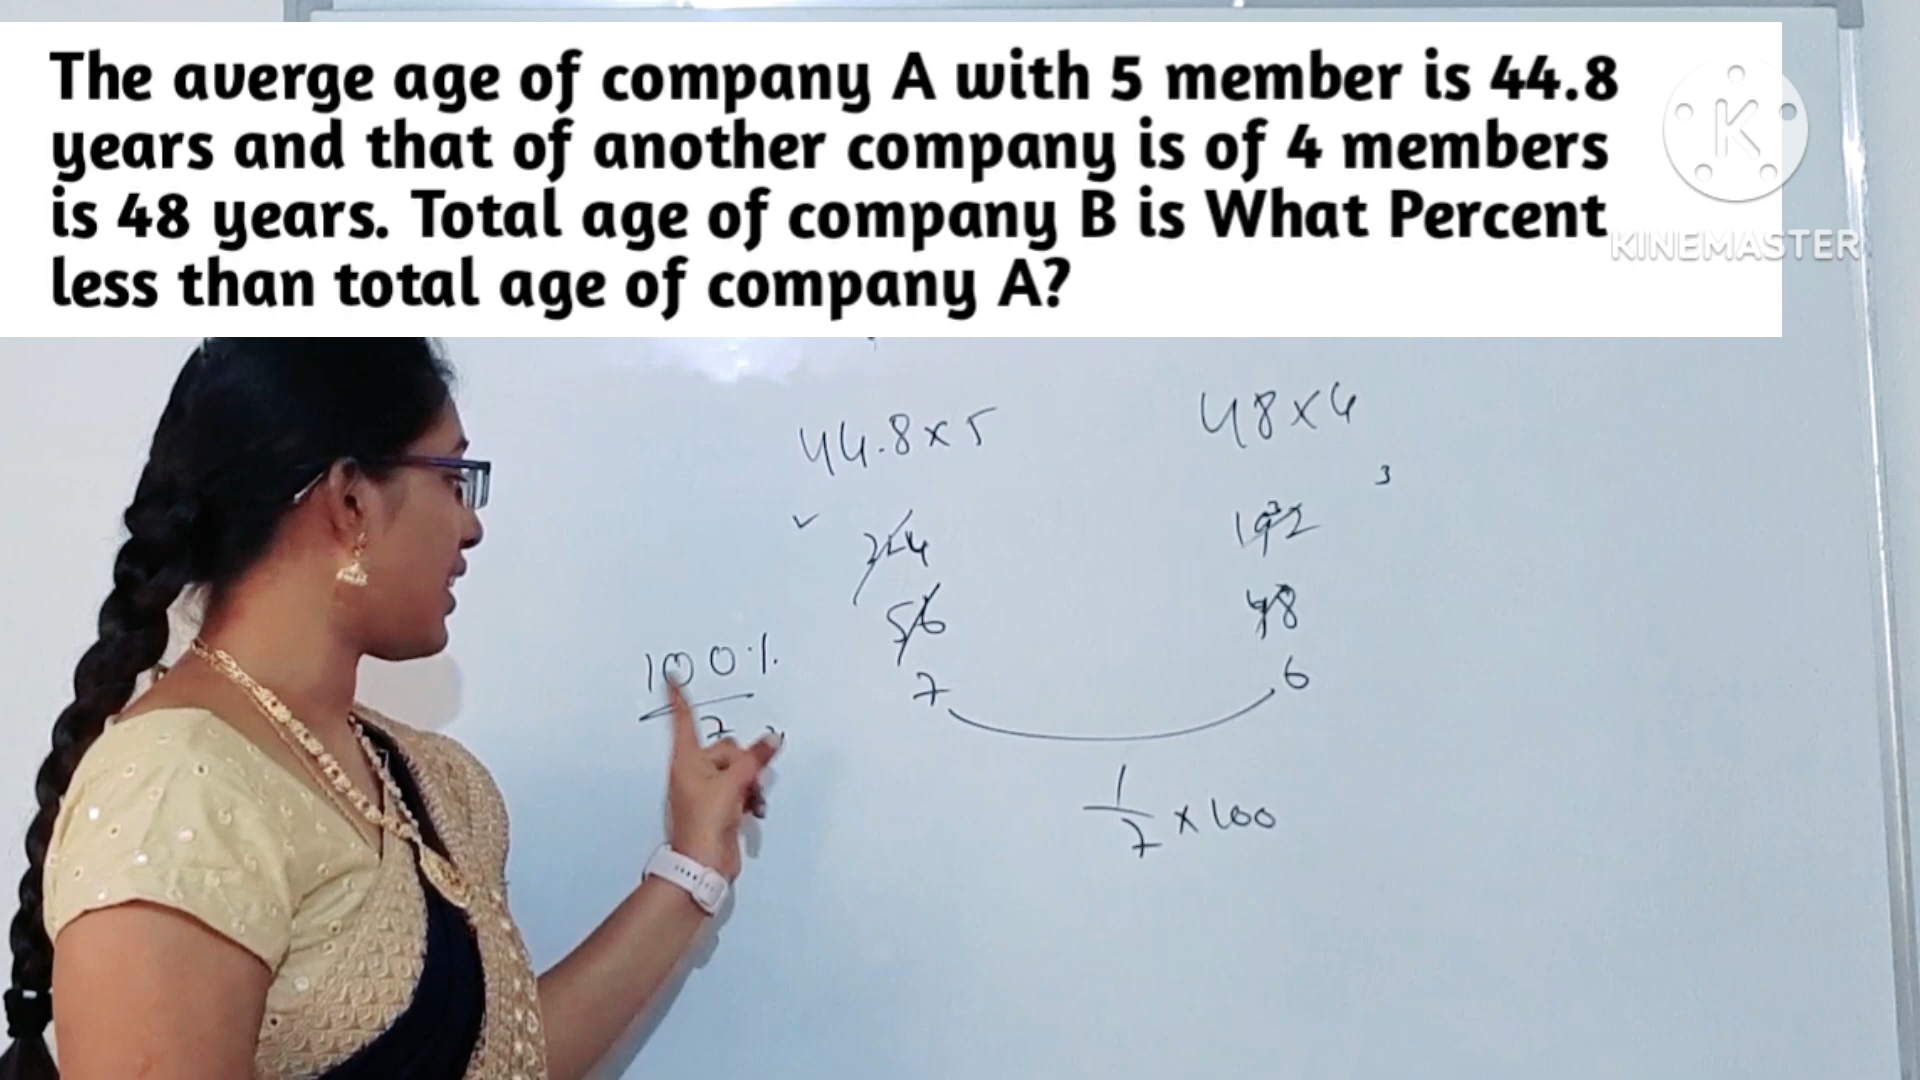 The averge age of company A with 5 member is 44.8
years and that of another company is of 4 members
is 48 years. Total age of company B is What Percent
less than total age of company A?
K
KINEMASTER
44.8 x 5
48 x 4
3
224
192
56
48
100%
7
7
6
1
7 x 100